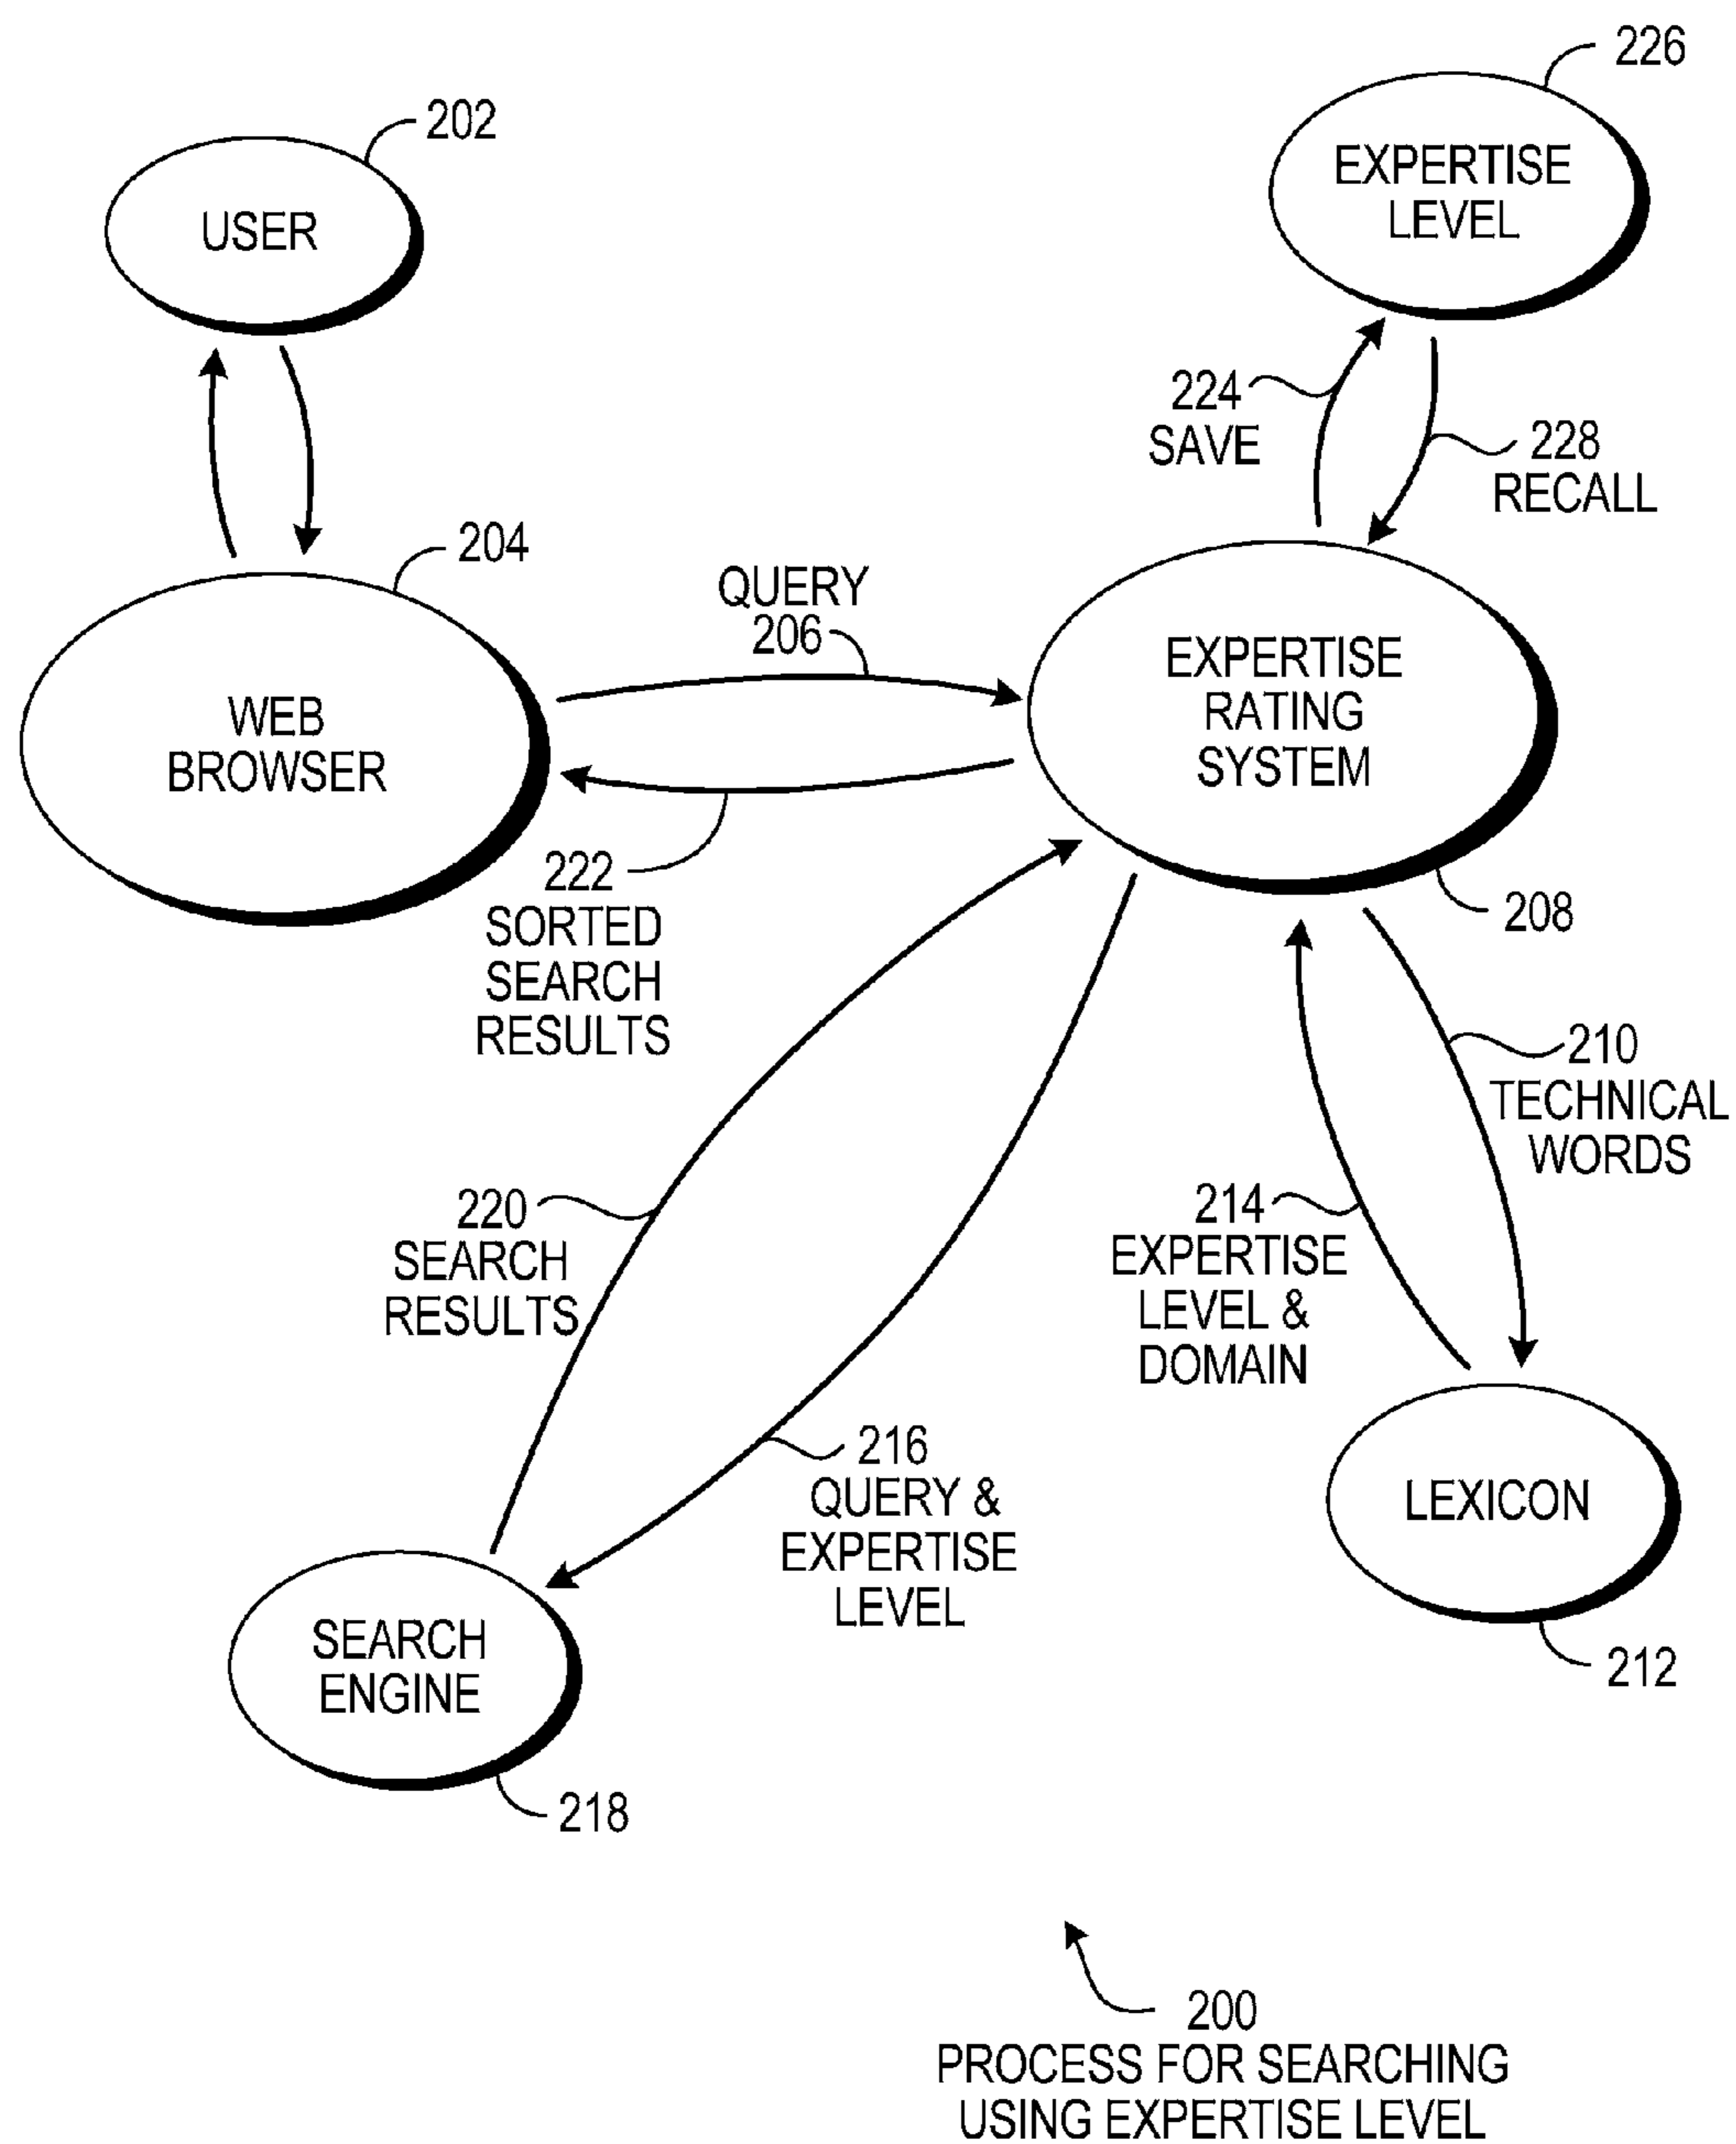 226
EXPERTISE
LEVEL
202
USER
224
SAVE
228
RECALL
204
WEB
BROWSER
QUERY
206
EXPERTISE
RATING
SYSTEM
208
222
SORTED
SEARCH
RESULTS
210
TECHNICAL
WORDS
220
SEARCH
RESULTS
214
EXPERTISE
LEVEL &
DOMAIN
216
QUERY &
EXPERTISE
LEVEL
LEXICON
212
SEARCH
ENGINE
218
200
PROCESS FOR SEARCHING
USING EXPERTISE LEVEL